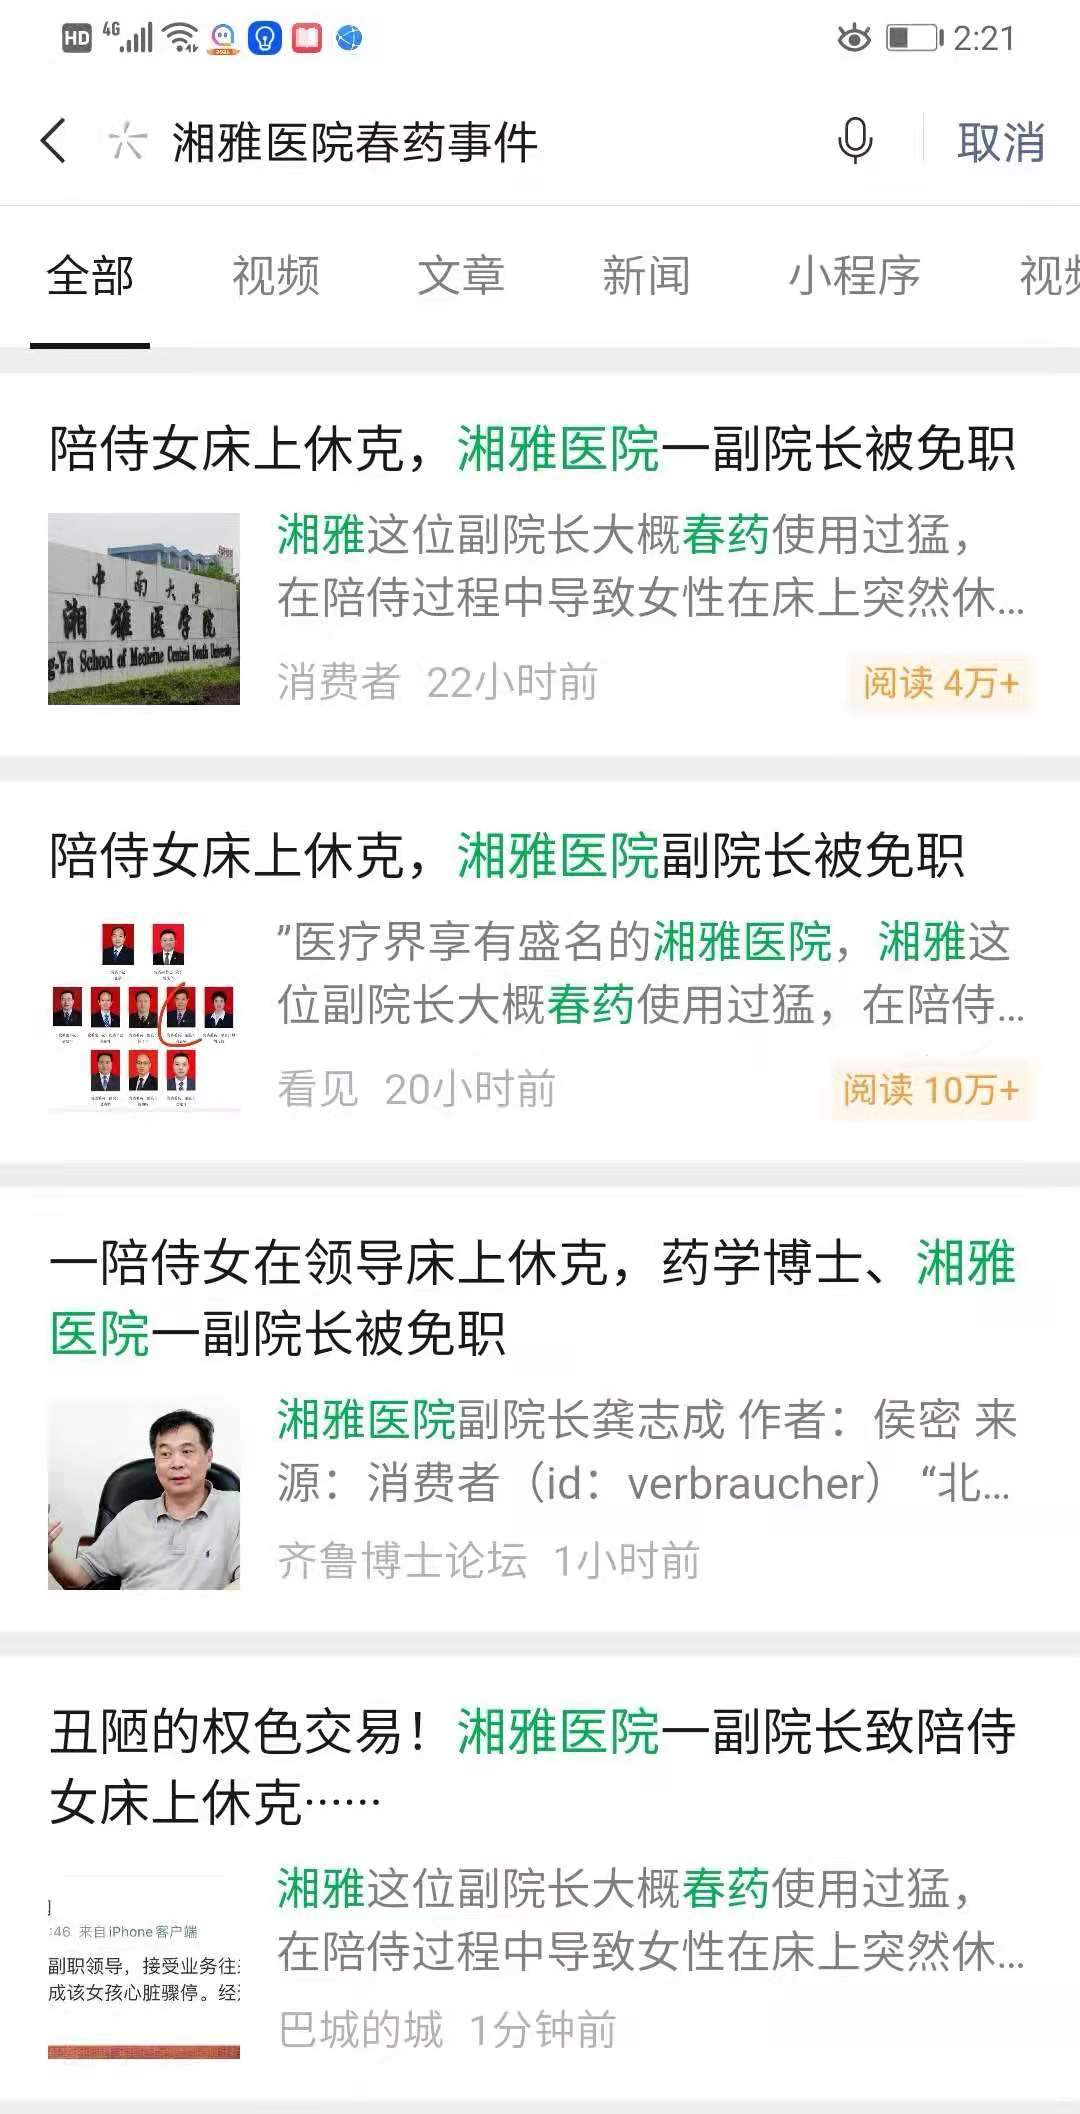 HD 4G 2:21
湘雅医院春药事件 取消
全部 视频 文章 新闻 小程序 视频
陪侍女床上休克，湘雅医院一副院长被免职
中南大学
湘雅医学院
g-Ya School of Medicine Central South University
湘雅这位副院长大概春药使用过猛，
在陪侍过程中导致女性在床上突然休...
消费者 22小时前 阅读 4万+
陪侍女床上休克，湘雅医院副院长被免职
”医疗界享有盛名的湘雅医院，湘雅这
位副院长大概春药使用过猛，在陪侍...
看见 20小时前 阅读 10万+
一陪侍女在领导床上休克，药学博士、湘雅
医院一副院长被免职
湘雅医院副院长龚志成 作者：侯密 来
源：消费者（id：verbraucher） “北...
齐鲁博士论坛 1小时前
丑陋的权色交易！湘雅医院一副院长致陪侍
女床上休克······
:46 来自iPhone客户端
副职领导，接受业务往
成该女孩心脏骤停。经
湘雅这位副院长大概春药使用过猛，
在陪侍过程中导致女性在床上突然休...
巴城的城 1分钟前